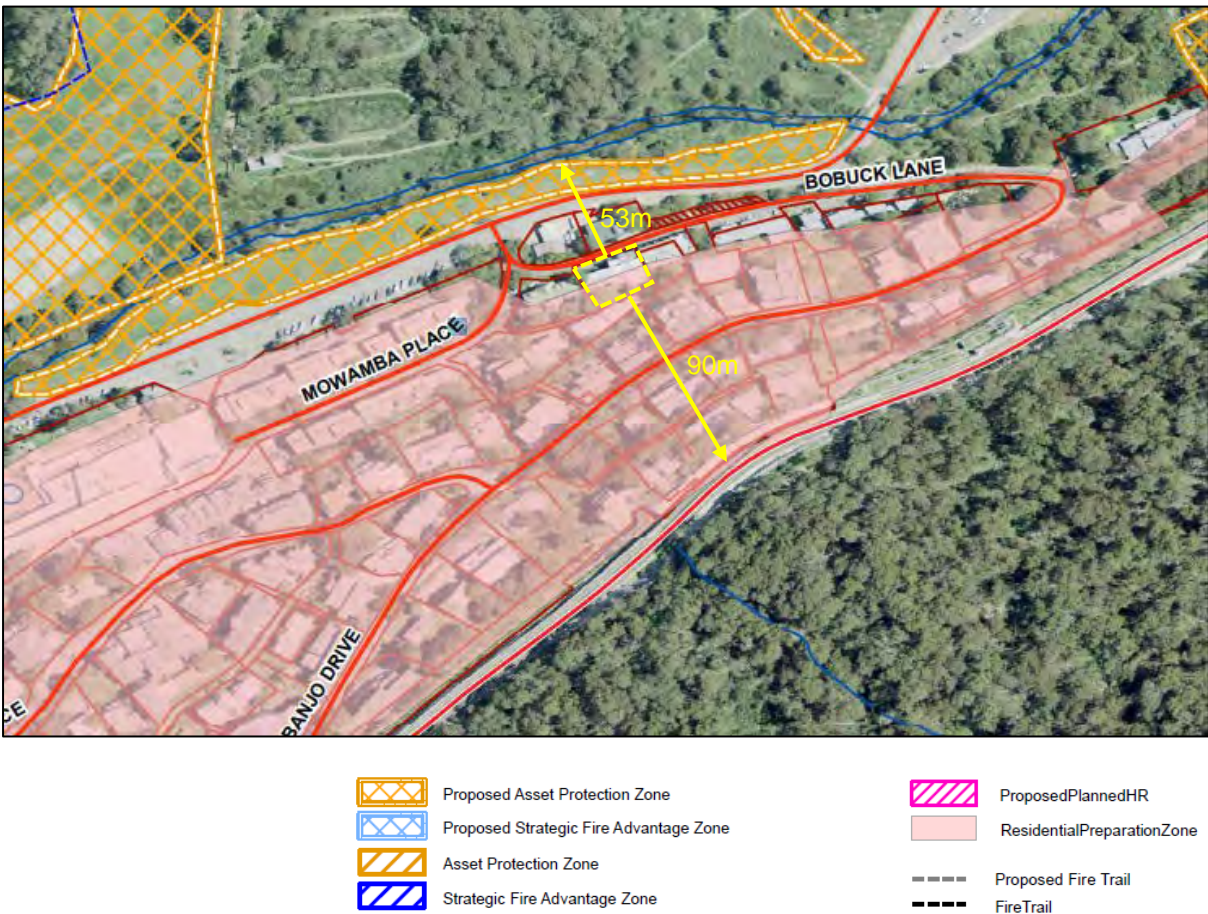 BOBUCK LANE
53m
MOWAMBA PLACE
90m
BANJO DRIVE
CE
Proposed Asset Protection Zone
Proposed Strategic Fire Advantage Zone
Asset Protection Zone
Strategic Fire Advantage Zone
ProposedPlannedHR
ResidentialPreparationZone
Proposed Fire Trail
FireTrail